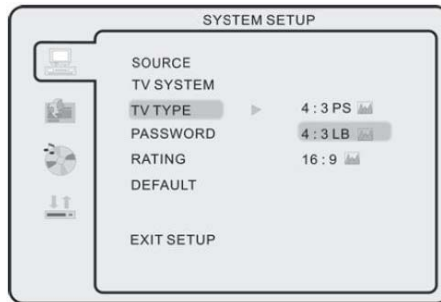 SYSTEM SETUP
SOURCE
TV SYSTEM
TV TYPE
4 : 3 PS
PASSWORD
4 : 3 LB
RATING
16 : 9
DEFAULT
EXIT SETUP